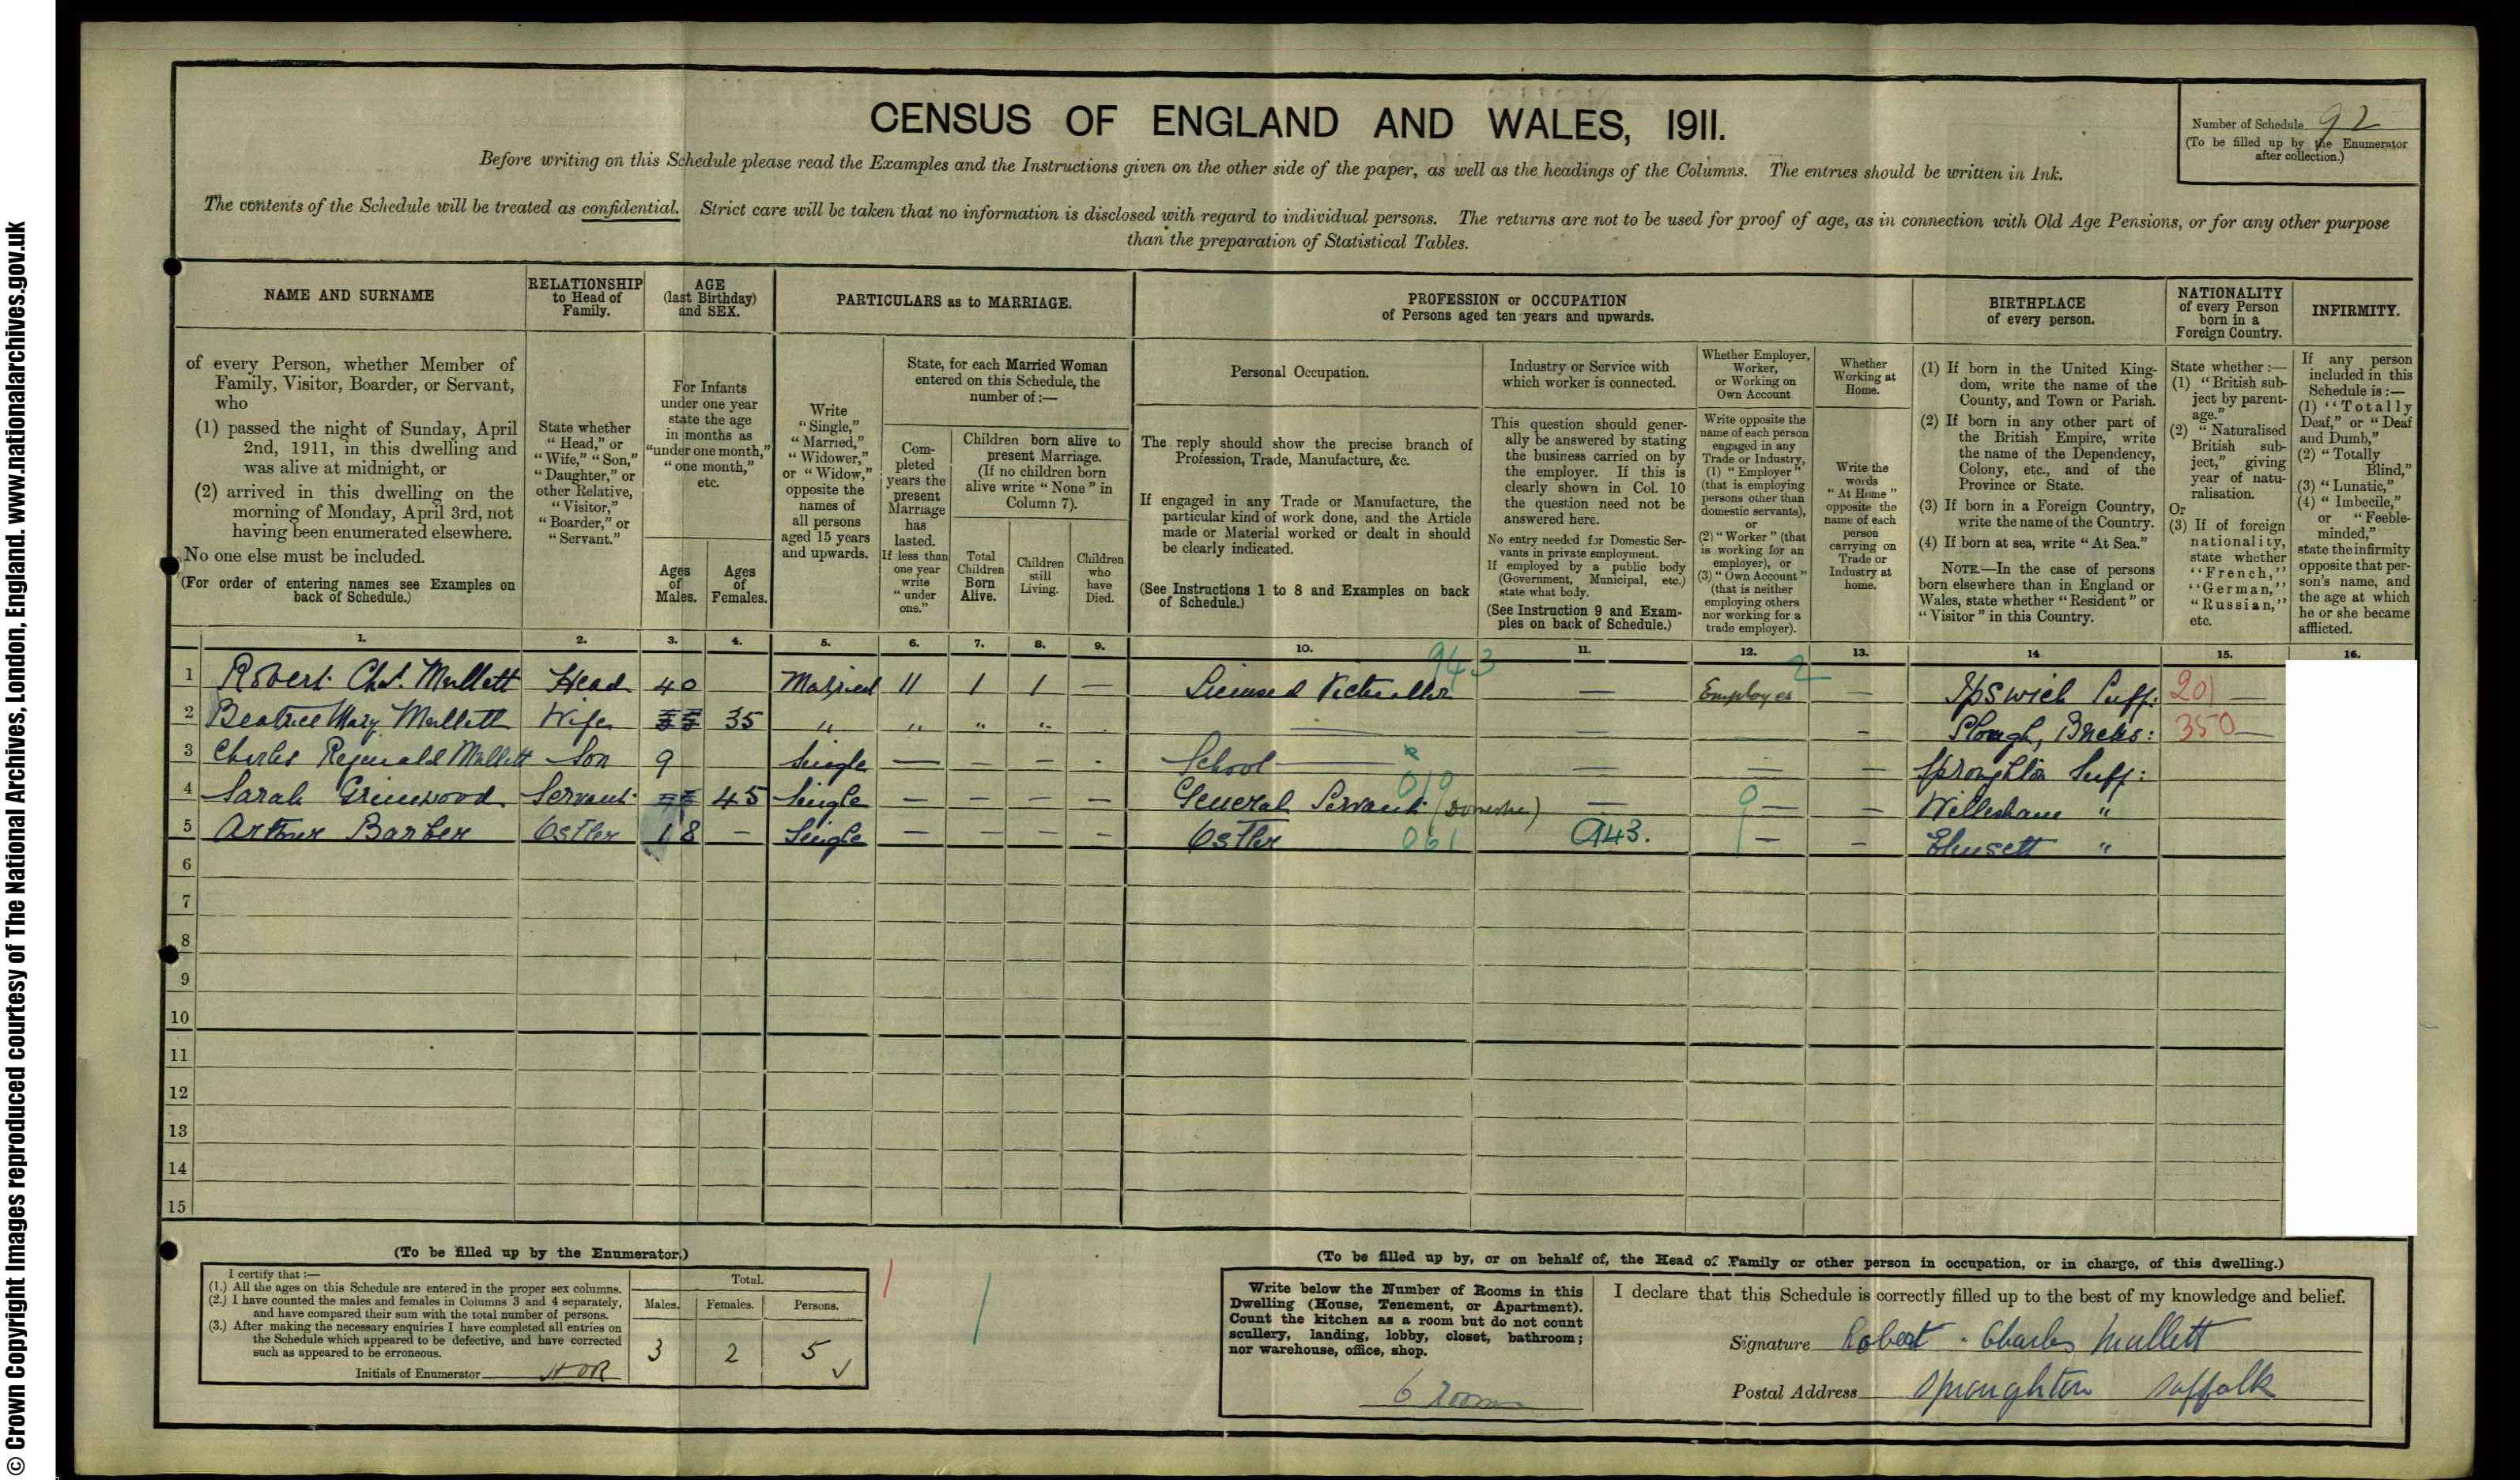 © Crown Copyright Images reproduced courtesy of The National Archives, London, England. www.nationalarchives.gov.uk
CENSUS OF ENGLAND AND WALES, 1911.
Number of Schedule 92
(To be filled up by the Enumerator
after collection.)
Before writing on this Schedule please read the Examples and the Instructions given on the other side of the paper, as well as the headings of the Columns. The entries should be written in Ink.
The contents of the Schedule will be treated as confidential. Strict care will be taken that no information is disclosed with regard to individual persons. The returns are not to be used for proof of age, as in connection with Old Age Pensions, or for any other purpose
than the preparation of Statistical Tables.
NAME AND SURNAME
of every Person, whether Member of
Family, Visitor, Boarder, or Servant,
who
(1) passed the night of Sunday, April
2nd, 1911, in this dwelling and
was alive at midnight, or
(2) arrived in this dwelling on the
morning of Monday, April 3rd, not
having been enumerated elsewhere.
No one else must be included.
(For order of entering names see Examples on
back of Schedule.)
1.
RELATIONSHIP
to Head of
Family.
State whether
"Head," or
"Wife," "Son,"
"Daughter," or
other Relative,
"Visitor,"
"Boarder," or
"Servant."
2.
AGE
(last Birthday)
and SEX.
For Infants
under one year
state the age
in months as
"under one month,"
"one month,"
etc.
Ages
of
Males.
3.
Ages
of
Females.
4.
PARTICULARS as to MARRIAGE.
Write
"Single,"
"Married,"
"Widower,"
or "Widow,"
opposite the
names of
all persons
aged 15 years
and upwards.
5.
State, for each Married Woman
entered on this Schedule, the
number of:—
Com-
pleted
years the
present
Marriage
has
lasted.
If less than
one year
write
"under
one."
6.
Children born alive to
present Marriage.
(If no children born
alive write "None" in
Column 7).
Total
Children
Born
Alive.
7.
Children
still
Living.
8.
Children
who
have
Died.
9.
PROFESSION or OCCUPATION
of Persons aged ten years and upwards.
Personal Occupation.
The reply should show the precise branch of
Profession, Trade, Manufacture, &c.
If engaged in any Trade or Manufacture, the
particular kind of work done, and the Article
made or Material worked or dealt in should
be clearly indicated.
(See Instructions 1 to 8 and Examples on back
of Schedule.)
10.
Industry or Service with
which worker is connected.
This question should gener-
ally be answered by stating
the business carried on by
the employer. If this is
clearly shown in Col. 10
the question need not be
answered here.
No entry needed for Domestic Ser-
vants in private employment.
If employed by a public body
(Government, Municipal, etc.)
state what body.
(See Instruction 9 and Exam-
ples on back of Schedule.)
11.
Whether Employer,
Worker,
or Working on
Own Account
Write opposite the
name of each person
engaged in any
Trade or Industry,
(1) "Employer"
(that is employing
persons other than
domestic servants),
or
(2) "Worker" (that
is working for an
employer), or
(3) "Own Account"
(that is neither
employing others
nor working for a
trade employer).
12.
Whether
Working at
Home.
Write the
words
"At Home"
opposite the
name of each
person
carrying on
Trade or
Industry at
home.
13.
BIRTHPLACE
of every person.
(1) If born in the United King-
dom, write the name of the
County, and Town or Parish.
(2) If born in any other part of
the British Empire, write
the name of the Dependency,
Colony, etc., and of the
Province or State.
(3) If born in a Foreign Country,
write the name of the Country.
(4) If born at sea, write "At Sea."
NOTE.—In the case of persons
born elsewhere than in England or
Wales, state whether "Resident" or
"Visitor" in this Country.
14
NATIONALITY
of every Person
born in a
Foreign Country.
State whether:—
(1) "British sub-
ject by parent-
age."
(2) "Naturalised
British sub-
ject," giving
year of natu-
ralisation.
Or
(3) If of foreign
nationality,
state whether
"French,"
"German,"
"Russian,"
etc.
15.
INFIRMITY.
If any person
included in this
Schedule is:—
(1) "Totally
Deaf," or "Deaf
and Dumb,"
(2) "Totally
Blind,"
(3) "Lunatic,"
(4) "Imbecile,"
or "Feeble-
minded,"
state the infirmity
opposite that per-
son's name, and
the age at which
he or she became
afflicted.
16.
1 Robert Chs. Mullett Head 40 Married 11 1 1 — Licensed Victualler 943 — Employer 2 — Ipswich Suff: 201 —
2 Beatrice Mary Mullett Wife 35 " " " " - Slough, Bucks: 350 —
3 Charles Reginald Mullett Son 9 Single — — — - School — — — Sproughton Suff:
4 Sarah Grimwood Servant 45 Single — — — — General Servant (Domestic) 010 — 9 — - Willisham "
5 Arthur Barber Ostler 18 — Single — — — — Ostler 061 943. — – Elmsett "
6
7
8
9
10
11
12
13
14
15
(To be filled up by the Enumerator.)
I certify that:—
(1.) All the ages on this Schedule are entered in the proper sex columns.
(2.) I have counted the males and females in Columns 3 and 4 separately,
and have compared their sum with the total number of persons.
(3.) After making the necessary enquiries I have completed all entries on
the Schedule which appeared to be defective, and have corrected
such as appeared to be erroneous.
Initials of Enumerator
Total.
Males. Females. Persons.
3 2 5
(To be filled up by, or on behalf of, the Head of Family or other person in occupation, or in charge, of this dwelling.)
Write below the Number of Rooms in this
Dwelling (House, Tenement, or Apartment).
Count the kitchen as a room but do not count
scullery, landing, lobby, closet, bathroom;
nor warehouse, office, shop.
6 rooms
I declare that this Schedule is correctly filled up to the best of my knowledge and belief.
Signature Robert Charles Mullett
Postal Address Sproughton Suffolk